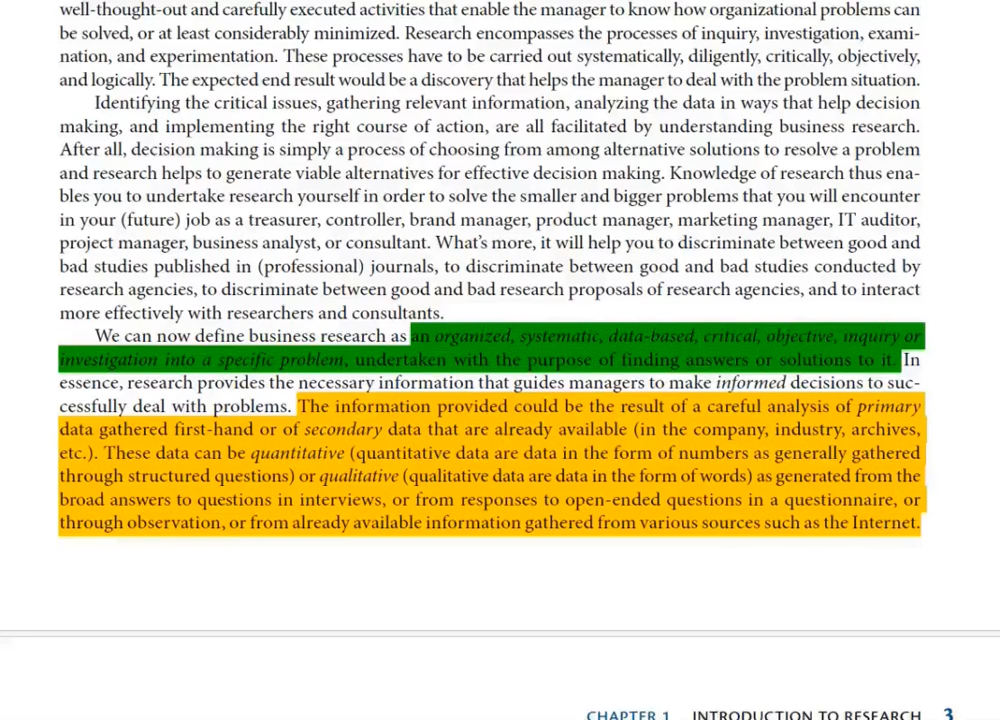 well-thought-out and carefully executed activities that enable the manager to know how organizational problems can
be solved, or at least considerably minimized. Research encompasses the processes of inquiry, investigation, exami-
nation, and experimentation. These processes have to be carried out systematically, diligently, critically, objectively,
and logically. The expected end result would be a discovery that helps the manager to deal with the problem situation.
Identifying the critical issues, gathering relevant information, analyzing the data in ways that help decision
making, and implementing the right course of action, are all facilitated by understanding business research.
After all, decision making is simply a process of choosing from among alternative solutions to resolve a problem
and research helps to generate viable alternatives for effective decision making. Knowledge of research thus ena-
bles you to undertake research yourself in order to solve the smaller and bigger problems that you will encounter
in your (future) job as a treasurer, controller, brand manager, product manager, marketing manager, IT auditor,
project manager, business analyst, or consultant. What's more, it will help you to discriminate between good and
bad studies published in (professional) journals, to discriminate between good and bad studies conducted by
research agencies, to discriminate between good and bad research proposals of research agencies, and to interact
more effectively with researchers and consultants.
We can now define business research as an organized, systematic, data-based, critical, objective, inquiry or
investigation into a specific problem, undertaken with the purpose of finding answers or solutions to it. In
essence, research provides the necessary information that guides managers to make informed decisions to suc-
cessfully deal with problems. The information provided could be the result of a careful analysis of primary
data gathered first-hand or of secondary data that are already available (in the company, industry, archives,
etc.). These data can be quantitative (quantitative data are data in the form of numbers as generally gathered
through structured questions) or qualitative (qualitative data are data in the form of words) as generated from the
broad answers to questions in interviews, or from responses to open-ended questions in a questionnaire, or
through observation, or from already available information gathered from various sources such as the Internet.
CHAPTER 1 INTRODUCTION TO RESEARCH 3